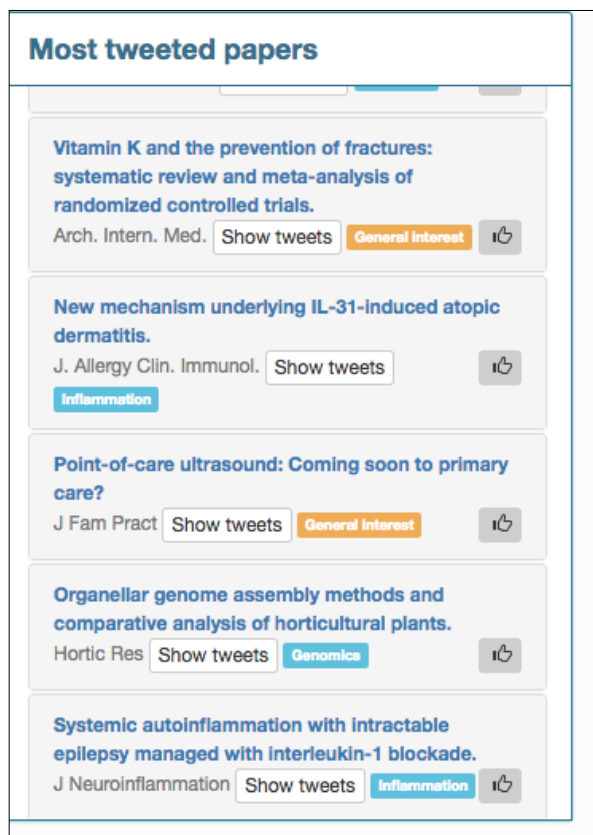 Most tweeted papers
Vitamin K and the prevention of fractures:
systematic review and meta-analysis of
randomized controlled trials.
Arch. Intern. Med. Show tweets General Interest
New mechanism underlying IL-31-induced atopic
dermatitis.
J. Allergy Clin. Immunol. Show tweets
Inflammation
Point-of-care ultrasound: Coming soon to primary
care?
J Fam Pract Show tweets General Interest
Organellar genome assembly methods and
comparative analysis of horticultural plants.
Hortic Res Show tweets Genomics
Systemic autoinflammation with intractable
epilepsy managed with interleukin-1 blockade.
J Neuroinflammation Show tweets Inflammation